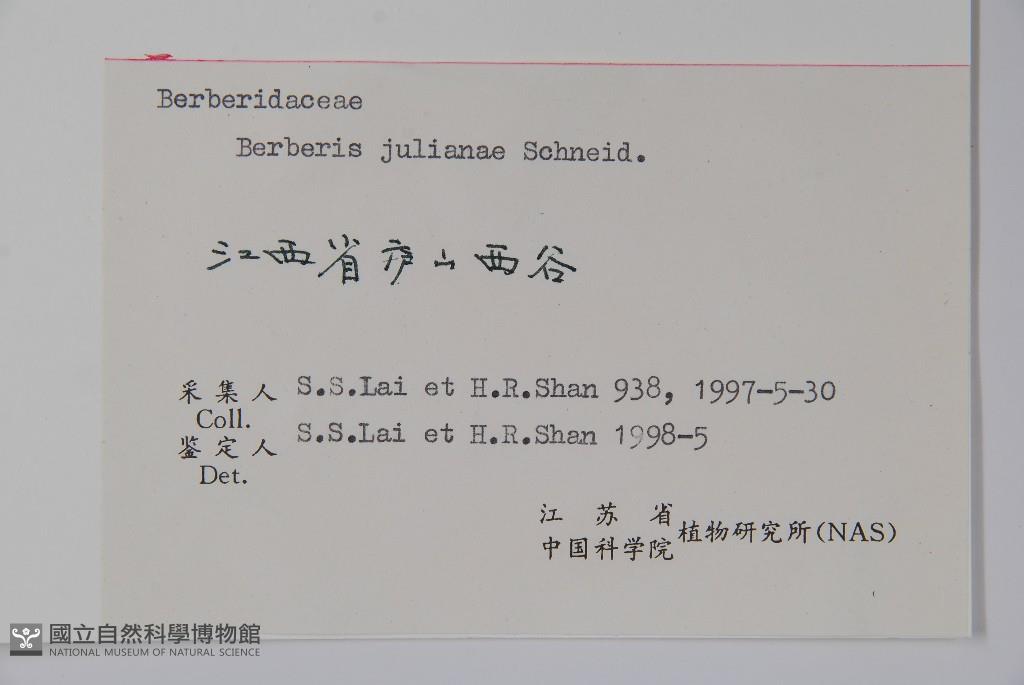 Berberidaceae
Berberis julianae Schneid.
江西省庐山西谷
采集人 S.S.Lai et H.R.Shan 938, 1997-5-30
Coll.
鉴定人 S.S.Lai et H.R.Shan 1998-5
Det.
江苏省
中国科学院植物研究所(NAS)
國立自然科學博物館
NATIONAL MUSEUM OF NATURAL SCIENCE